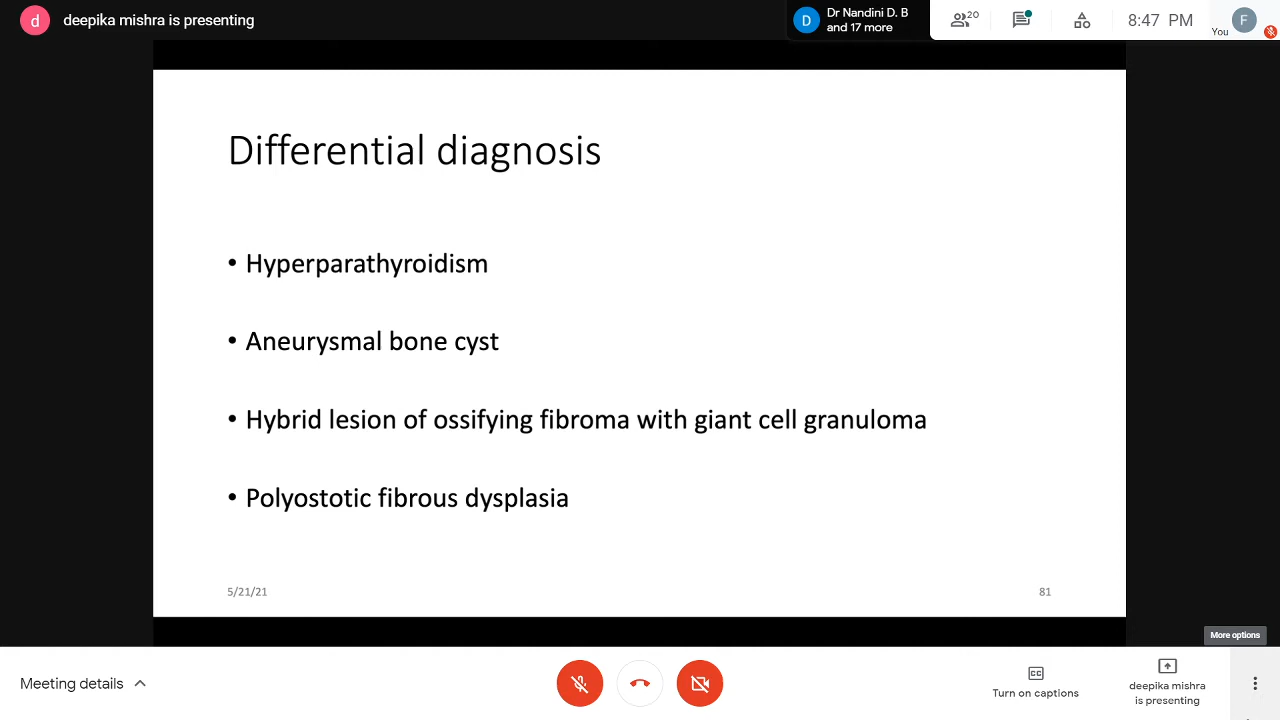 d
deepika mishra is presenting
D
Dr Nandini D. B
and 17 more
20
8:47 PM
You
F
Differential diagnosis
• Hyperparathyroidism
• Aneurysmal bone cyst
• Hybrid lesion of ossifying fibroma with giant cell granuloma
• Polyostotic fibrous dysplasia
5/21/21
81
More options
Meeting details
CC
Turn on captions
deepika mishra
is presenting